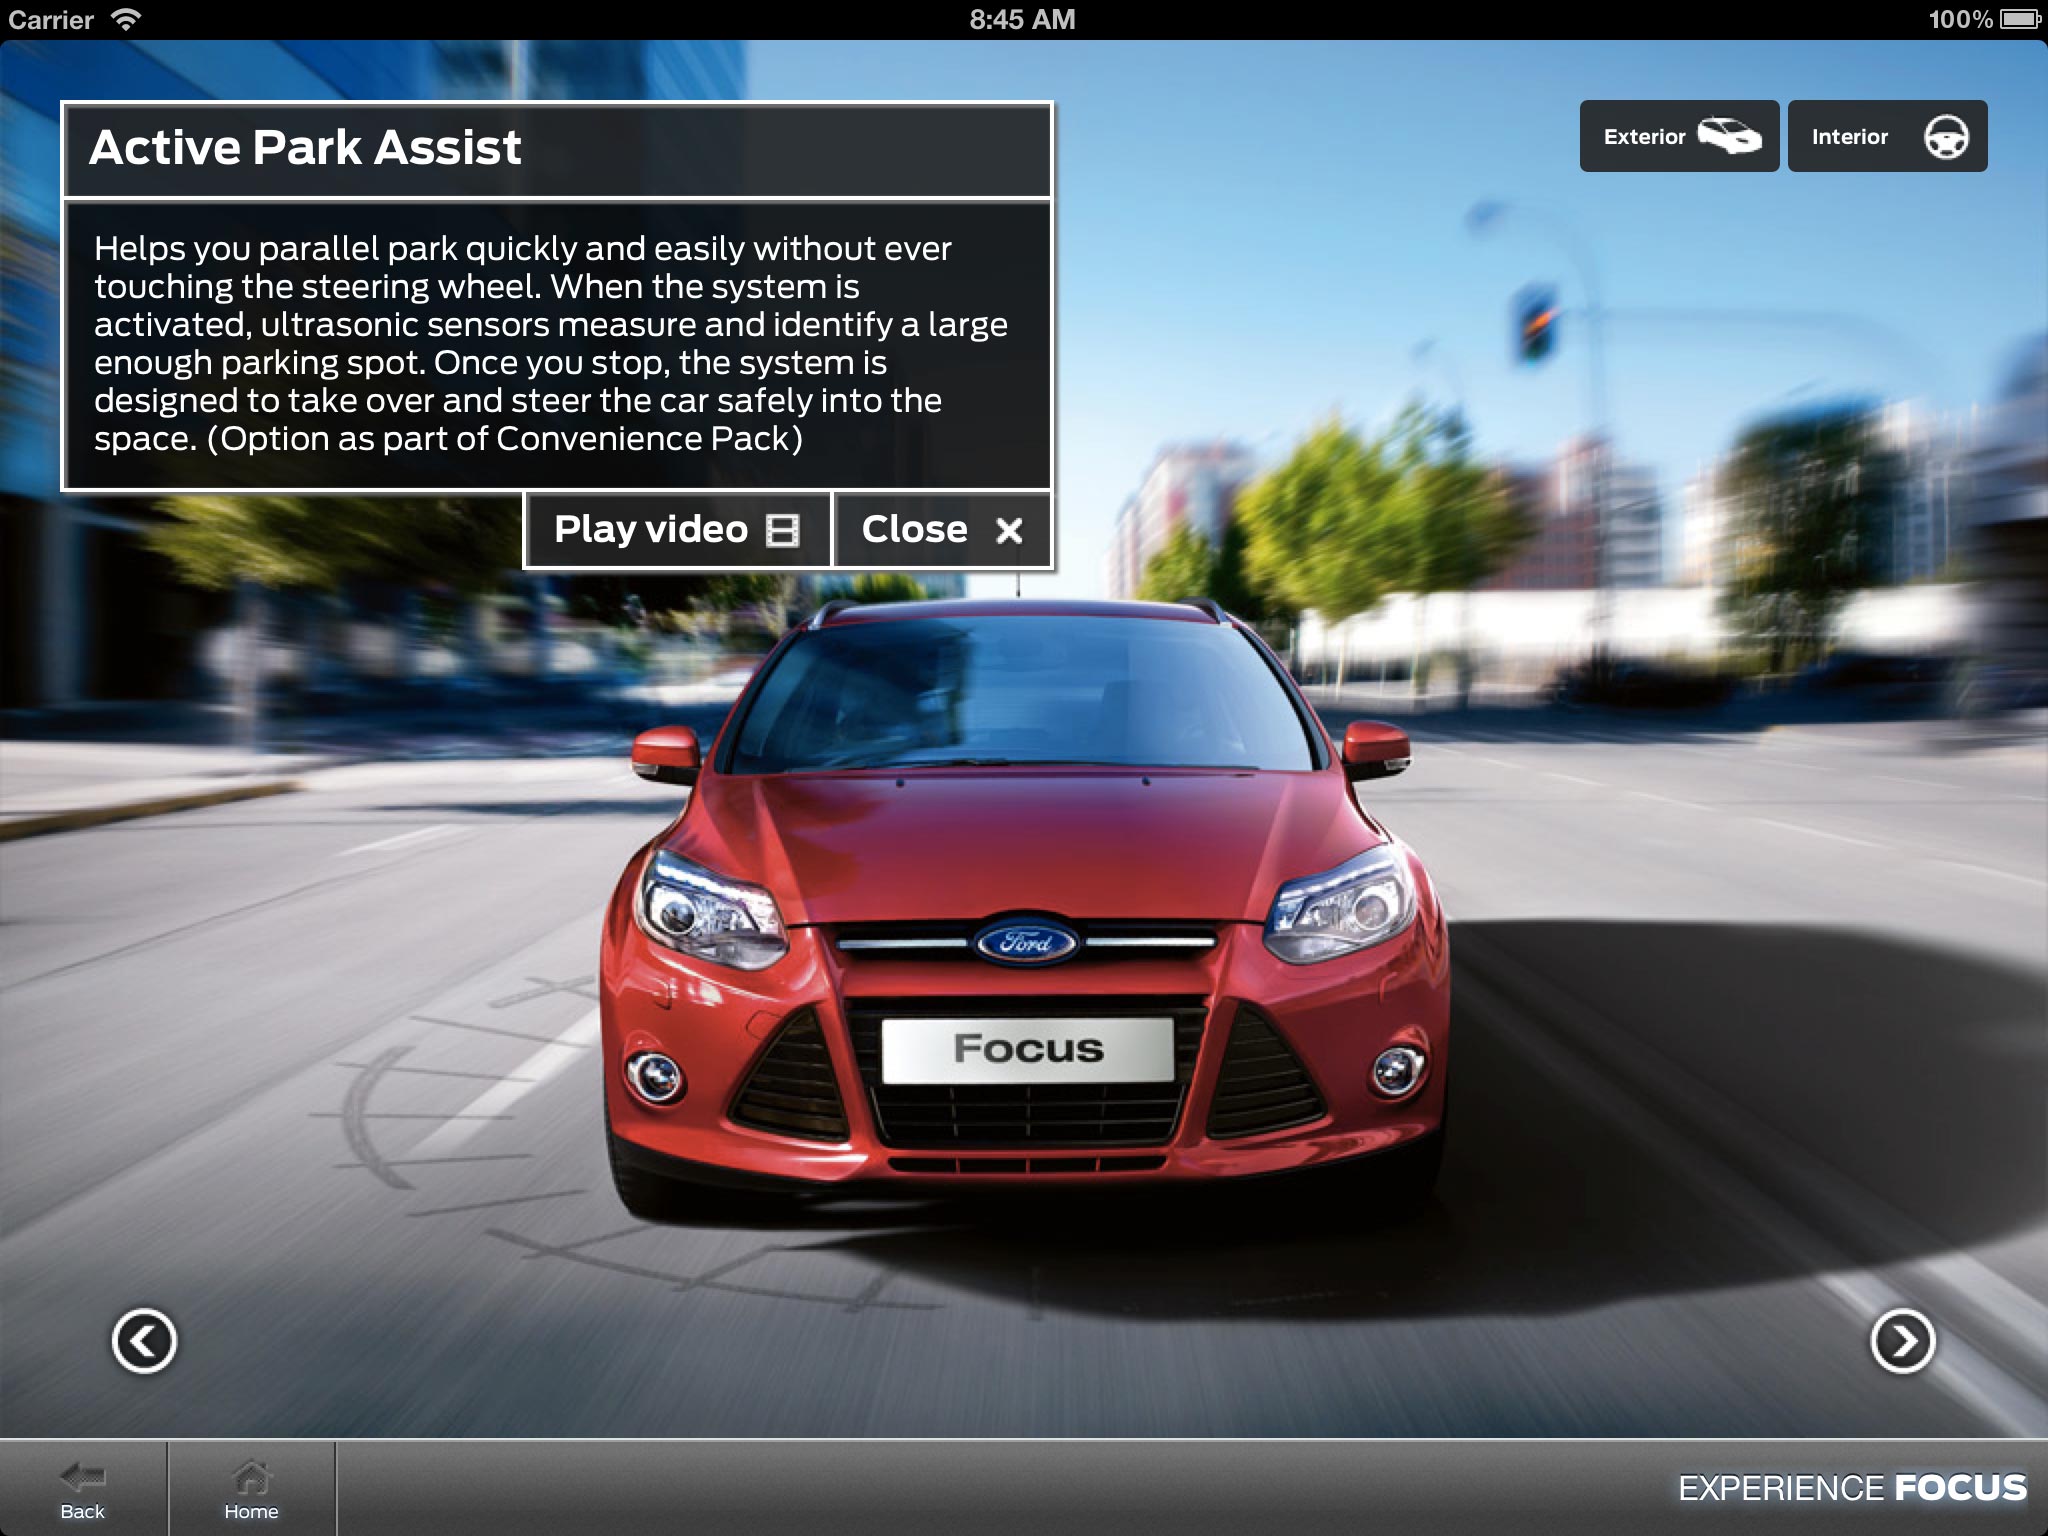 Carrier
8:45 AM
100%
Active Park Assist
Exterior
Interior
Helps you parallel park quickly and easily without ever
touching the steering wheel. When the system is
activated, ultrasonic sensors measure and identify a large
enough parking spot. Once you stop, the system is
designed to take over and steer the car safely into the
space. (Option as part of Convenience Pack)
Play video
Close
Ford
Focus
Back
Home
EXPERIENCE FOCUS